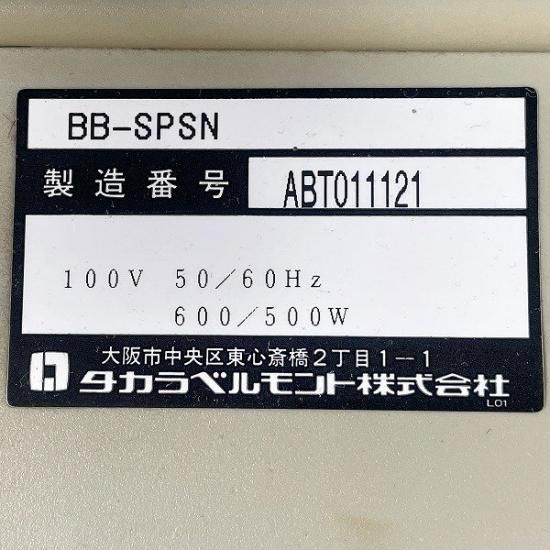 BB-SPSN
製造番号 ABT011121
100V 50/60Hz
600/500W
大阪市中央区東心斎橋2丁目1--1
タカラベルモント株式会社
L01